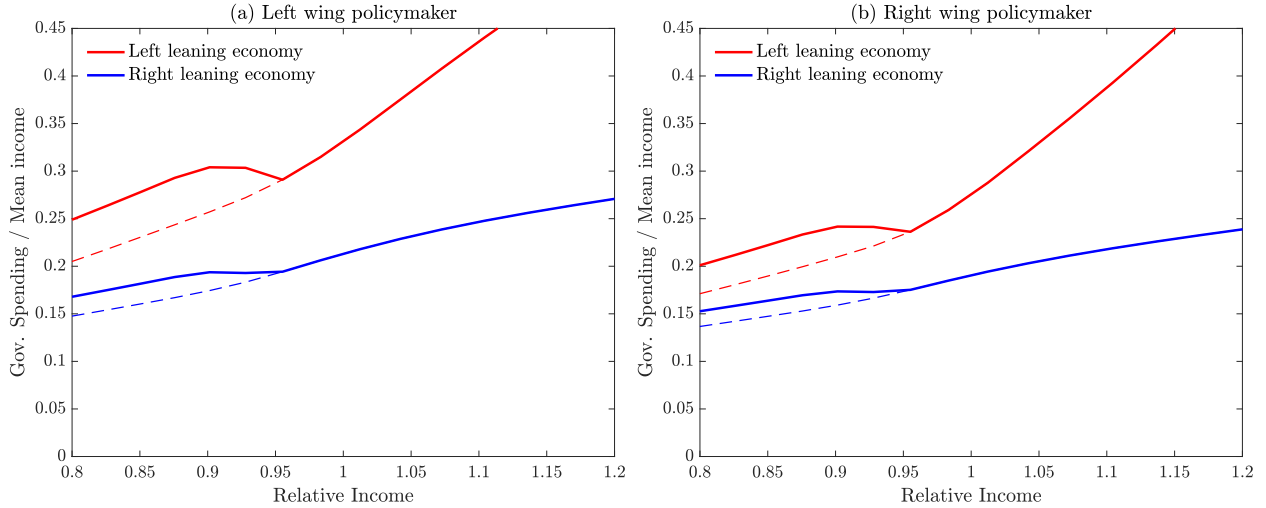 (a) Left wing policymaker
Left leaning economy
Right leaning economy
Gov. Spending / Mean income
0.45
0.4
0.35
0.3
0.25
0.2
0.15
0.1
0.05
0
0.8 0.85 0.9 0.95 1 1.05 1.1 1.15 1.2
Relative Income
(b) Right wing policymaker
Left leaning economy
Right leaning economy
Gov. Spending / Mean income
0.45
0.4
0.35
0.3
0.25
0.2
0.15
0.1
0.05
0
0.8 0.85 0.9 0.95 1 1.05 1.1 1.15 1.2
Relative Income